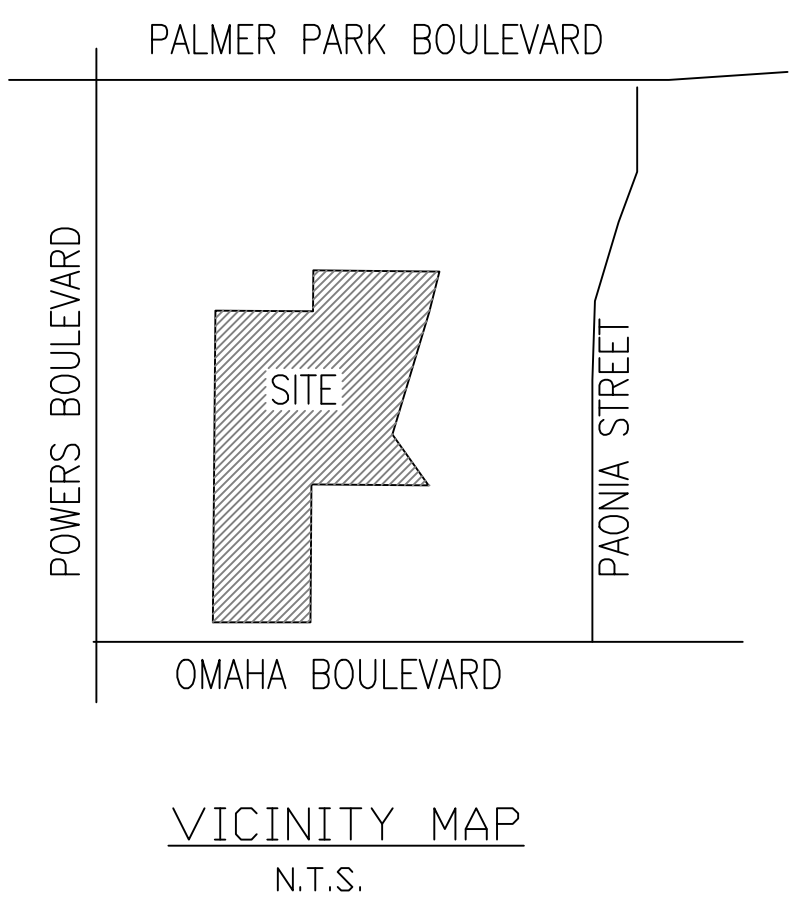 PALMER PARK BOULEVARD
POWERS BOULEVARD
SITE
PAONIA STREET
OMAHA BOULEVARD
VICINITY MAP
N.T.S.